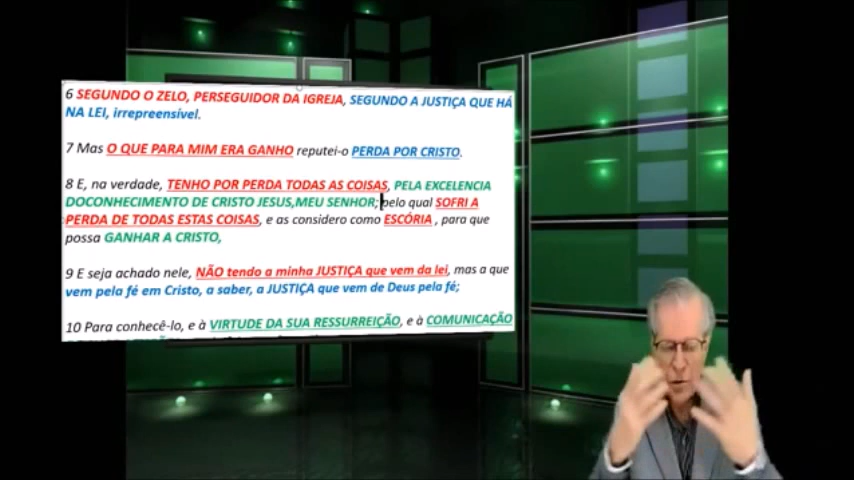 6 SEGUNDO O ZELO, PERSEGUIDOR DA IGREJA, SEGUNDO A JUSTIÇA QUE HÁ
NA LEI, irrepreensível.
7 Mas O QUE PARA MIM ERA GANHO reputei-o PERDA POR CRISTO.
8 E, na verdade, TENHO POR PERDA TODAS AS COISAS, PELA EXCELENCIA
DOCONHECIMENTO DE CRISTO JESUS,MEU SENHOR; pelo qual SOFRI A
PERDA DE TODAS ESTAS COISAS, e as considero como ESCÓRIA , para que
possa GANHAR A CRISTO,
9 E seja achado nele, NÃO tendo a minha JUSTIÇA que vem da lei, mas a que
vem pela fé em Cristo, a saber, a JUSTIÇA que vem de Deus pela fé;
10 Para conhecê-lo, e à VIRTUDE DA SUA RESSURREIÇÃO, e à COMUNICAÇÃO